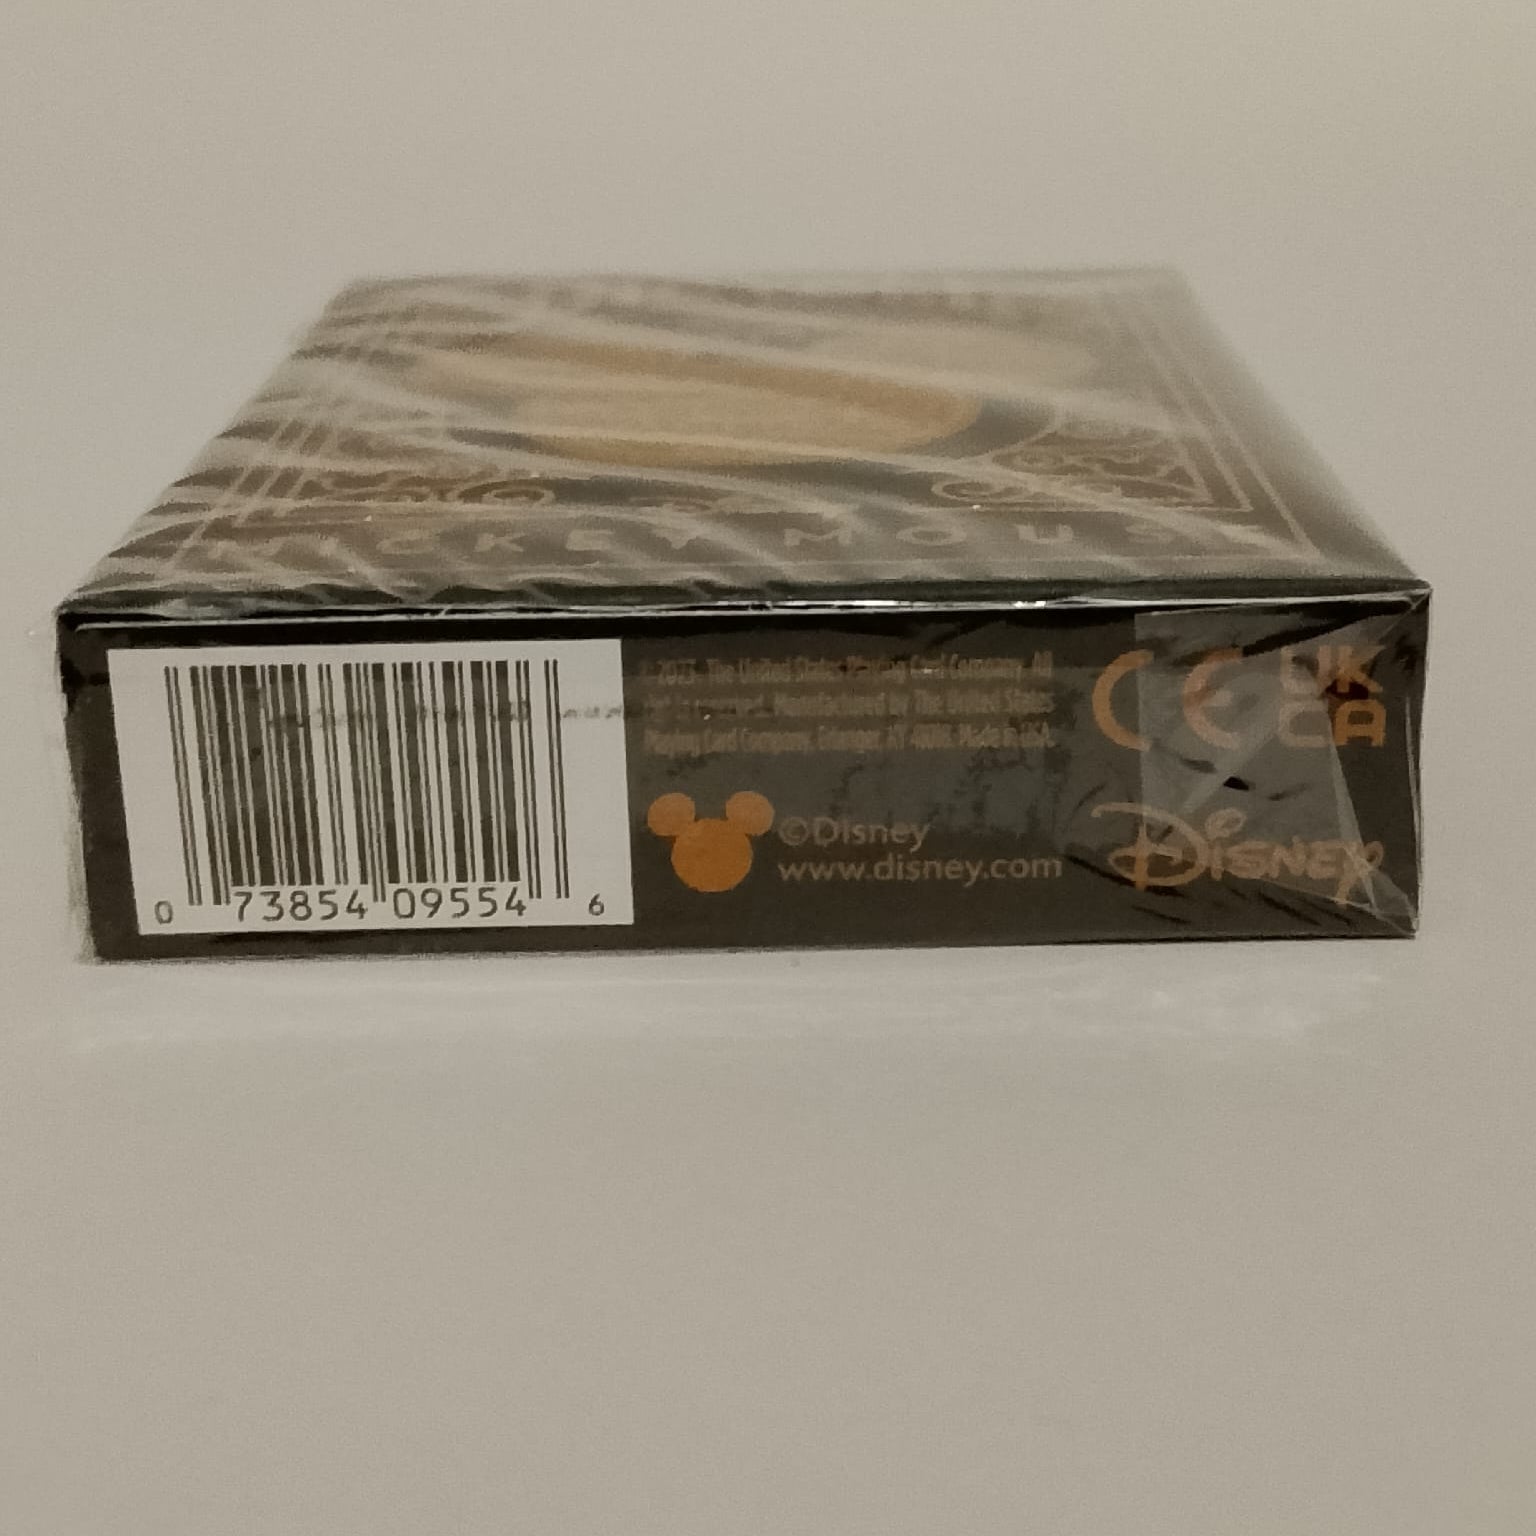 MICKEY MOUSE
© 2023 The United States Playing Card Company. All
Manufactured by The United States
Playing Card Company, Erlanger, KY 41018. Made in USA.
CE
UK
CA
©Disney
www.disney.com
Disney
0 73854 09554 6